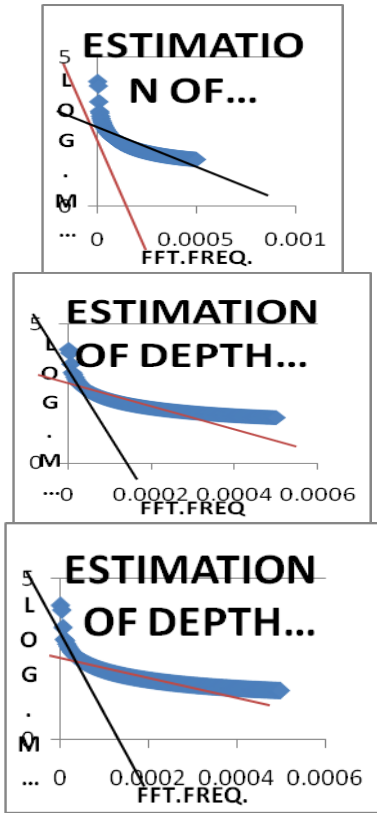 ESTIMATIO
N OF...
5
L
O
G
.
M
...
0
0 0.0005 0.001
FFT.FREQ.
ESTIMATION
OF DEPTH...
5
L
O
G
.
M
...
0
0 0.0002 0.0004 0.0006
FFT.FREQ
ESTIMATION
OF DEPTH...
5
L
O
G
.
M
...
0
0 0.0002 0.0004 0.0006
FFT.FREQ.